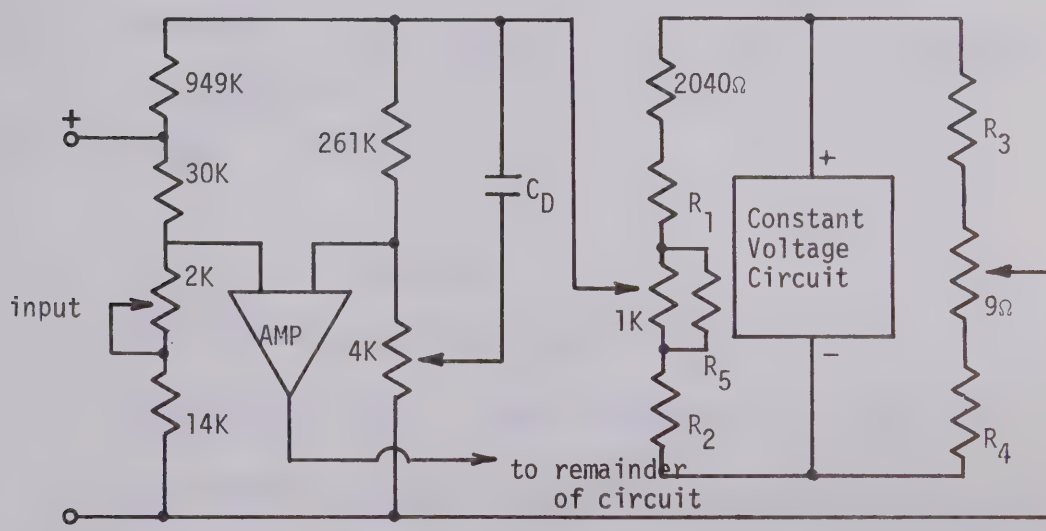 949K
+
30K
261K
C_D
2K
input
AMP
4K
14K
to remainder
of circuit
2040Ω
R_1
1K
R_5
R_2
+
Constant
Voltage
Circuit
−
R_3
9Ω
R_4